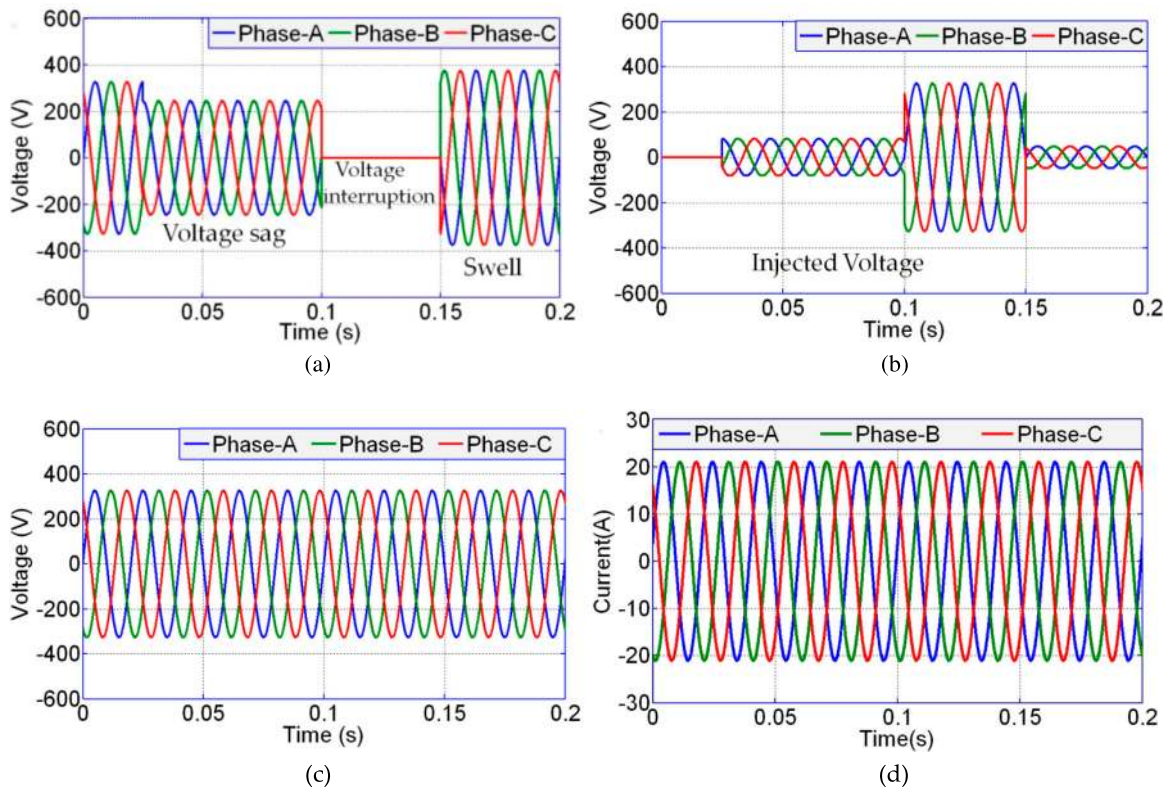 600
400
200
0
-200
-400
-600
Voltage (V)
Phase-A Phase-B Phase-C
Voltage sag
Voltage
interruption
Swell
0 0.05 0.1 0.15 0.2
Time (s)
(a)
600
400
200
0
-200
-400
-600
Voltage (V)
Phase-A Phase-B Phase-C
Injected Voltage
0 0.05 0.1 0.15 0.2
Time (s)
(b)
600
400
200
0
-200
-400
-600
Voltage (V)
Phase-A Phase-B Phase-C
0 0.05 0.1 0.15 0.2
Time (s)
(c)
30
20
10
0
-10
-20
-30
Current(A)
Phase-A Phase-B Phase-C
0 0.05 0.1 0.15 0.2
Time(s)
(d)